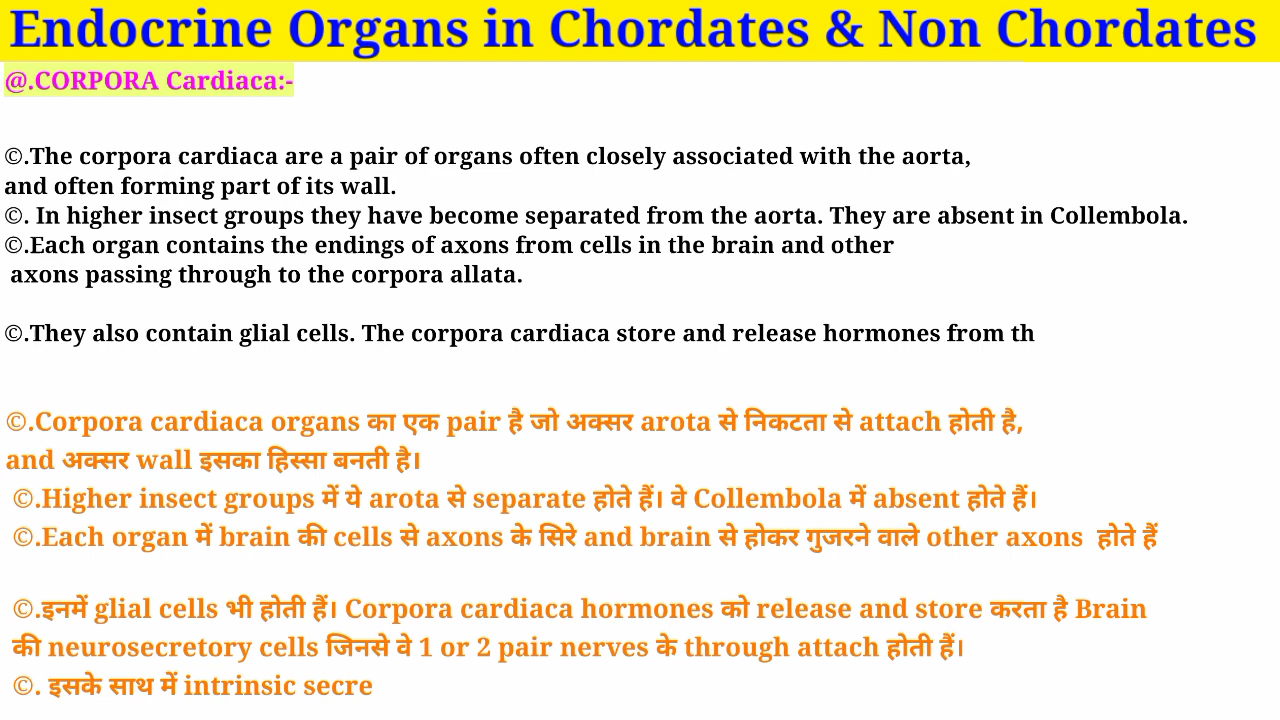 Endocrine Organs in Chordates & Non Chordates
@.CORPORA Cardiaca:-
©.The corpora cardiaca are a pair of organs often closely associated with the aorta,
and often forming part of its wall.
©. In higher insect groups they have become separated from the aorta. They are absent in Collembola.
©.Each organ contains the endings of axons from cells in the brain and other
axons passing through to the corpora allata.
©.They also contain glial cells. The corpora cardiaca store and release hormones from th
©.Corpora cardiaca organs का एक pair है जो अक्सर arota से निकटता से attach होती है,
and अक्सर wall इसका हिस्सा बनती है।
©.Higher insect groups में ये arota से separate होते हैं। वे Collembola में absent होते हैं।
©.Each organ में brain की cells से axons के सिरे and brain से होकर गुजरने वाले other axons होते हैं
©.इनमें glial cells भी होती हैं। Corpora cardiaca hormones को release and store करता है Brain
की neurosecretory cells जिनसे वे 1 or 2 pair nerves के through attach होती हैं।
©. इसके साथ में intrinsic secre